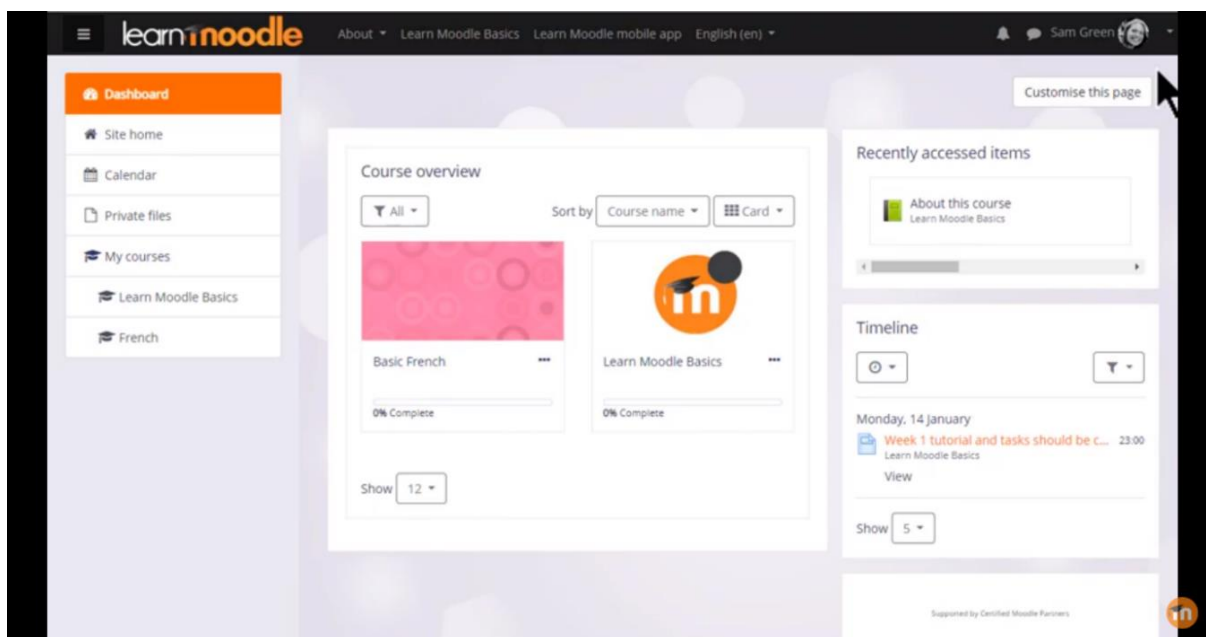 learn moodle
About Learn Moodle Basics Learn Moodle mobile app English (en)
Sam Green
Dashboard
Site home
Calendar
Private files
My courses
Learn Moodle Basics
French
Customise this page
Course overview
All
Sort by Course name Card
Basic French
0% Complete
Learn Moodle Basics
0% Complete
Show 12
Recently accessed items
About this course
Learn Moodle Basics
Timeline
Monday, 14 January
Week 1 tutorial and tasks should be c... 23:00
Learn Moodle Basics
View
Show 5
Supported by Certified Moodle Partners
m